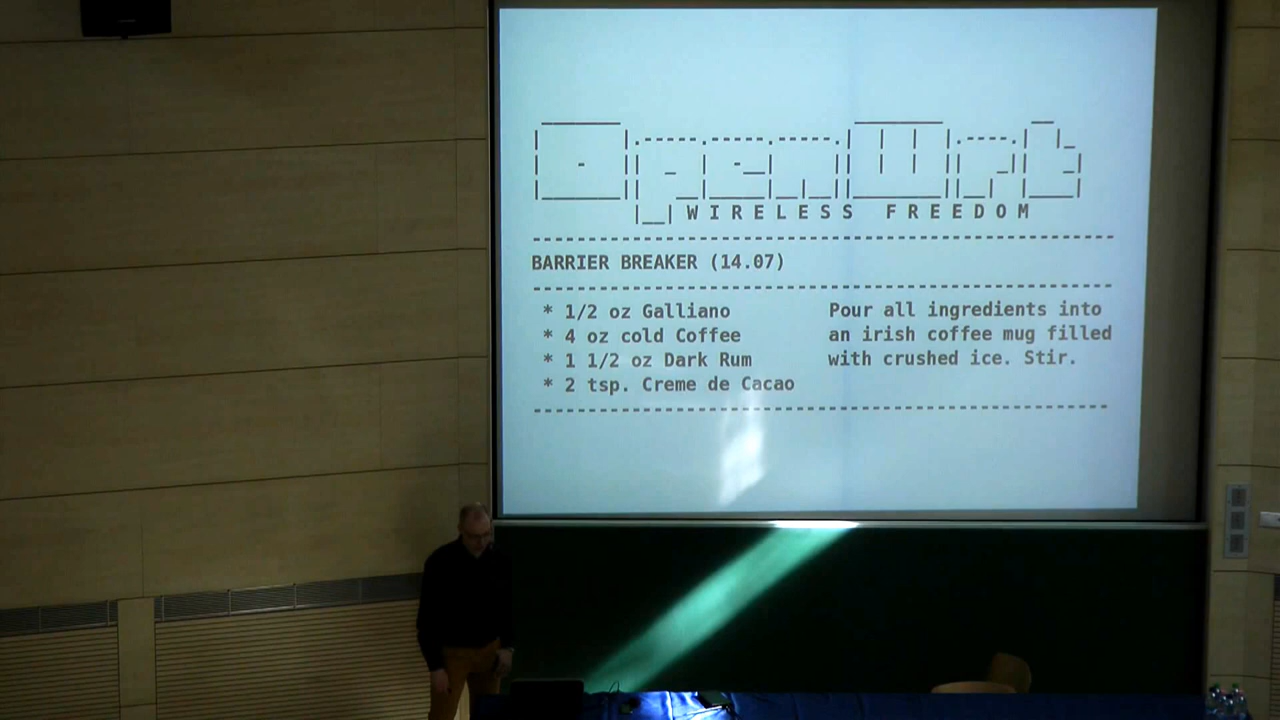 OpenWrt
WIRELESS FREEDOM
BARRIER BREAKER (14.07)
* 1/2 oz Galliano Pour all ingredients into
* 4 oz cold Coffee an irish coffee mug filled
* 1 1/2 oz Dark Rum with crushed ice. Stir.
* 2 tsp. Creme de Cacao